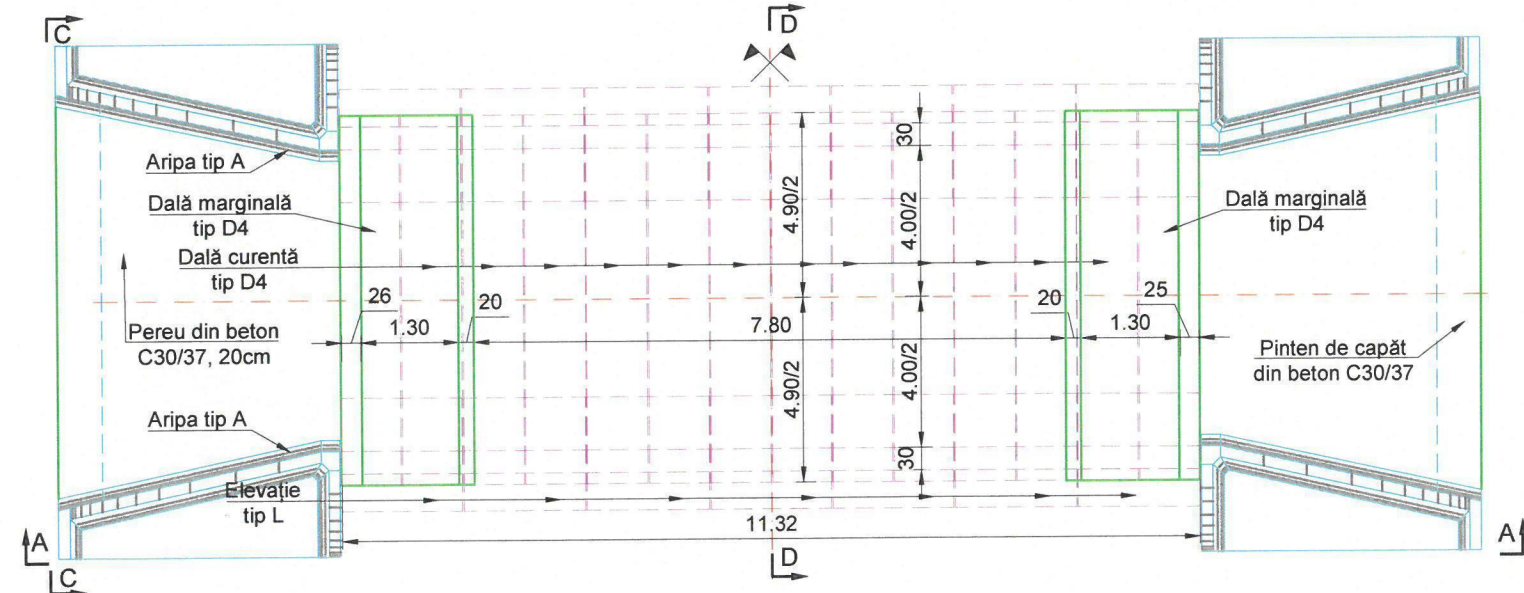 C
D
Aripa tip A
Dală marginală
tip D4
Dală curentă
tip D4
Pereu din beton
C30/37, 20cm
Aripa tip A
Elevație
tip L
26
1.30
20
7.80
4.90/2
4.90/2
30
4.00/2
4.00/2
30
20
1.30
25
Dală marginală
tip D4
Pinten de capăt
din beton C30/37
11.32
A
A
C
D